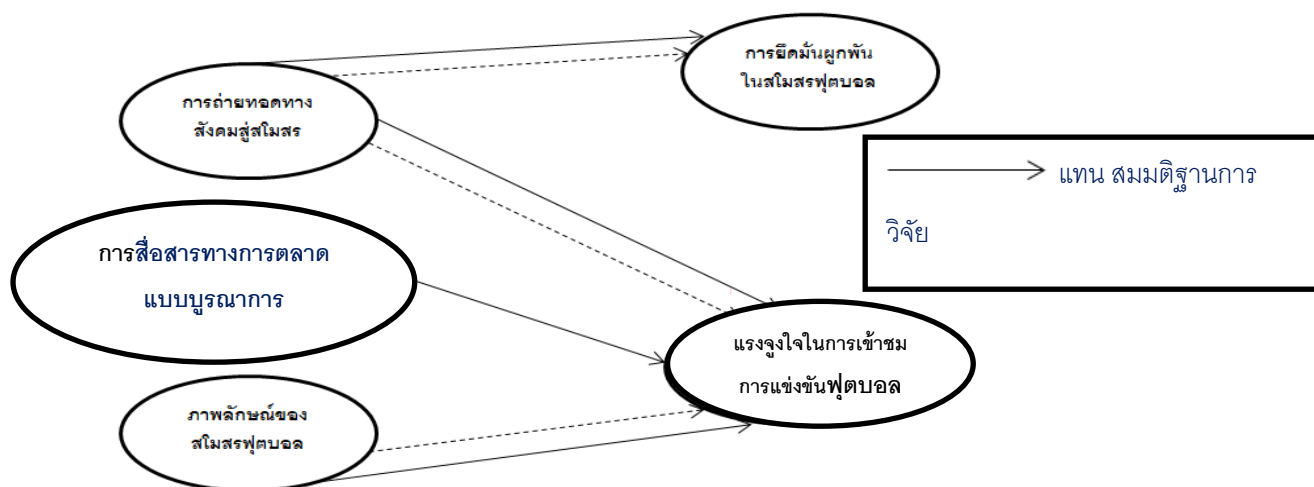 การยึดมั่นผูกพัน
ในสโมสรฟุตบอล
การถ่ายทอดทาง
สังคมสู่สโมสร
แทน สมมติฐานการ
วิจัย
การสื่อสารทางการตลาด
แบบบูรณาการ
แรงจูงใจในการเข้าชม
การแข่งขันฟุตบอล
ภาพลักษณ์ของ
สโมสรฟุตบอล